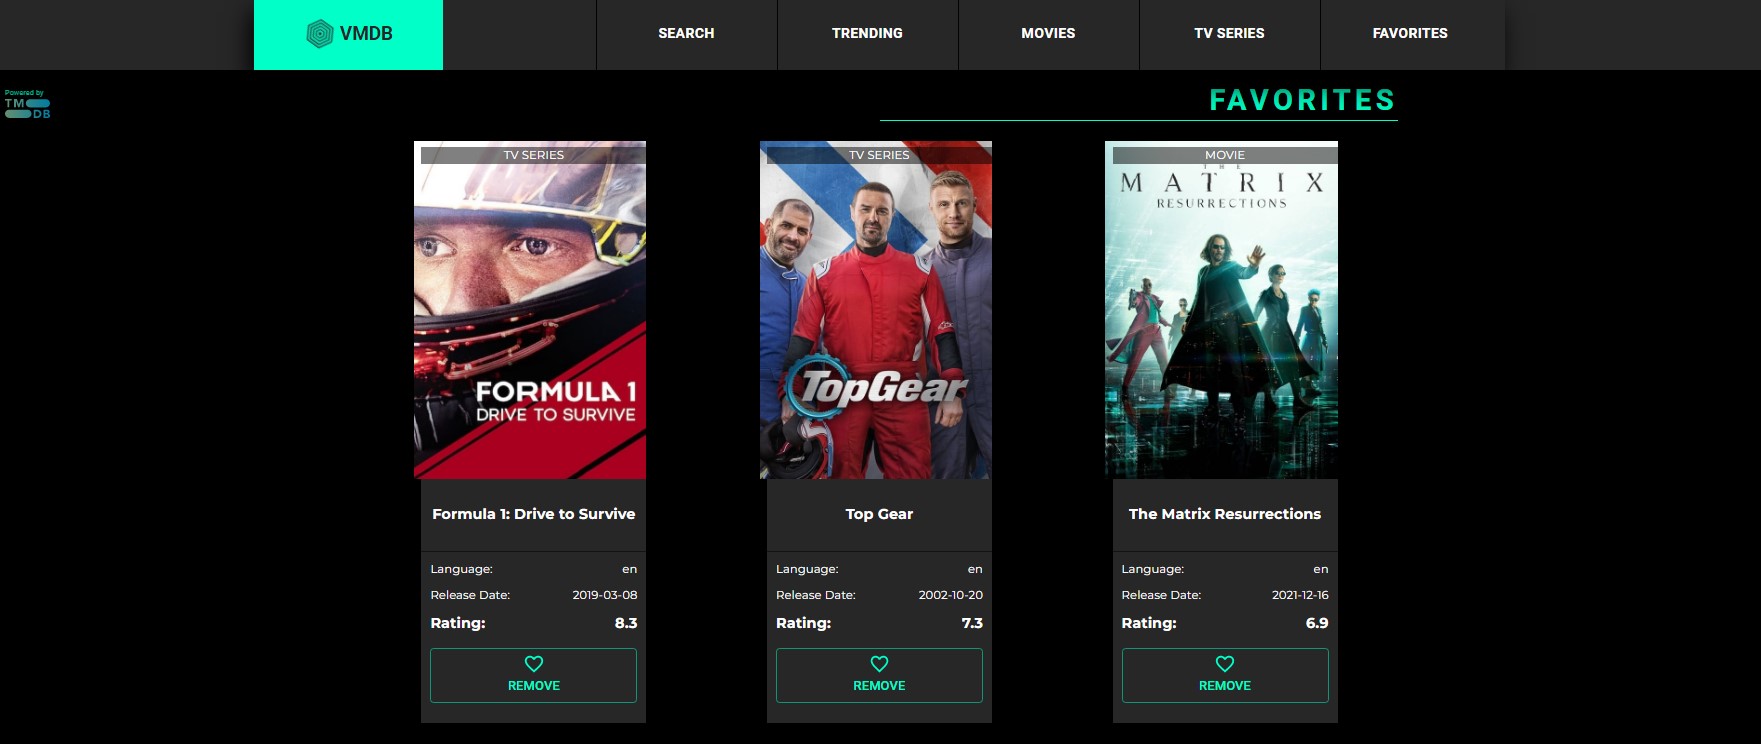 VMDB
SEARCH
TRENDING
MOVIES
TV SERIES
FAVORITES
Powered by
TM
DB
FAVORITES
TV SERIES
FORMULA 1
DRIVE TO SURVIVE
Formula 1: Drive to Survive
Language: en
Release Date: 2019-03-08
Rating: 8.3
REMOVE
TV SERIES
TopGear
Top Gear
Language: en
Release Date: 2002-10-20
Rating: 7.3
REMOVE
MOVIE
THE
MATRIX
RESURRECTIONS
The Matrix Resurrections
Language: en
Release Date: 2021-12-16
Rating: 6.9
REMOVE